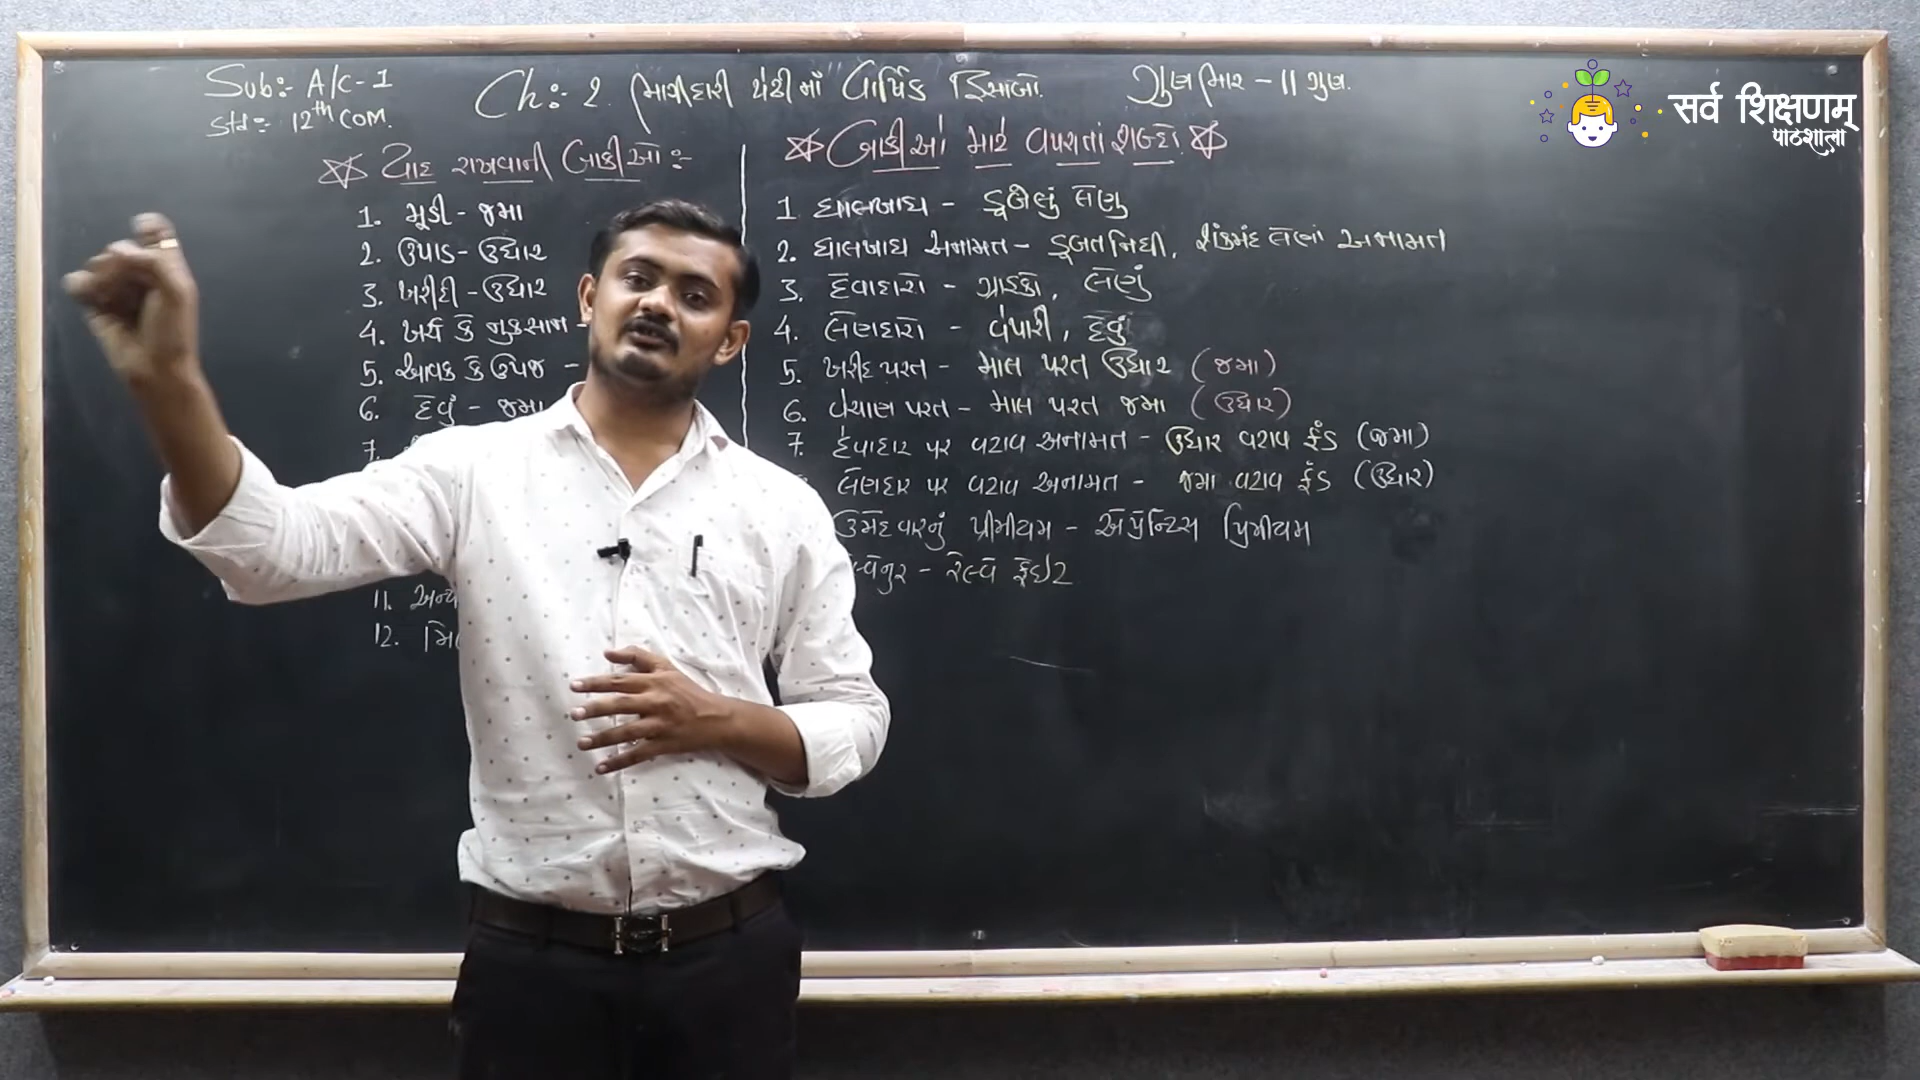 Sub:- A/C-1
Std:- 12th COM.
Ch:- 2. ભાગીદારી પેઢીનાં વાર્ષિક હિસાબો.
ગુણભાર - 11 ગુણ.
सर्व शिक्षणम्
पाठशाला
યાદ રાખવાની બાકીઓ :-
1. મૂડી - જમા
2. ઉપાડ - ઉધાર
3. ખરીદી - ઉધાર
4. ખર્ચ કે નુકસાન -
5. આવક કે ઉપજ -
6. દેવું - જમા
7.
11. અન્ય
12.
બાકીઓ માટે વપરાતાં શબ્દો
1 ઘાલખાધ - ડૂબેલું લેણું
2. ઘાલખાધ અનામત - ડૂબતનિધી, શંકમંદ લેણાં અનામત
3. દેવાદારો - ગ્રાહકો, લેણું
4. લેણદારો - વેપારી, દેવું
5. ખરીદ પરત - માલ પરત ઉધાર (જમા)
6. વેચાણ પરત - માલ પરત જમા (ઉધાર)
7. દેવાદાર પર વટાવ અનામત - ઉધાર વટાવ ફંડ (જમા)
લેણદાર પર વટાવ અનામત - જમા વટાવ ફંડ (ઉધાર)
ઉમેદવારનું પ્રીમીયમ - એપ્રેન્ટિસ પ્રિમીયમ
રેલ્વે ફ્રેઈટ